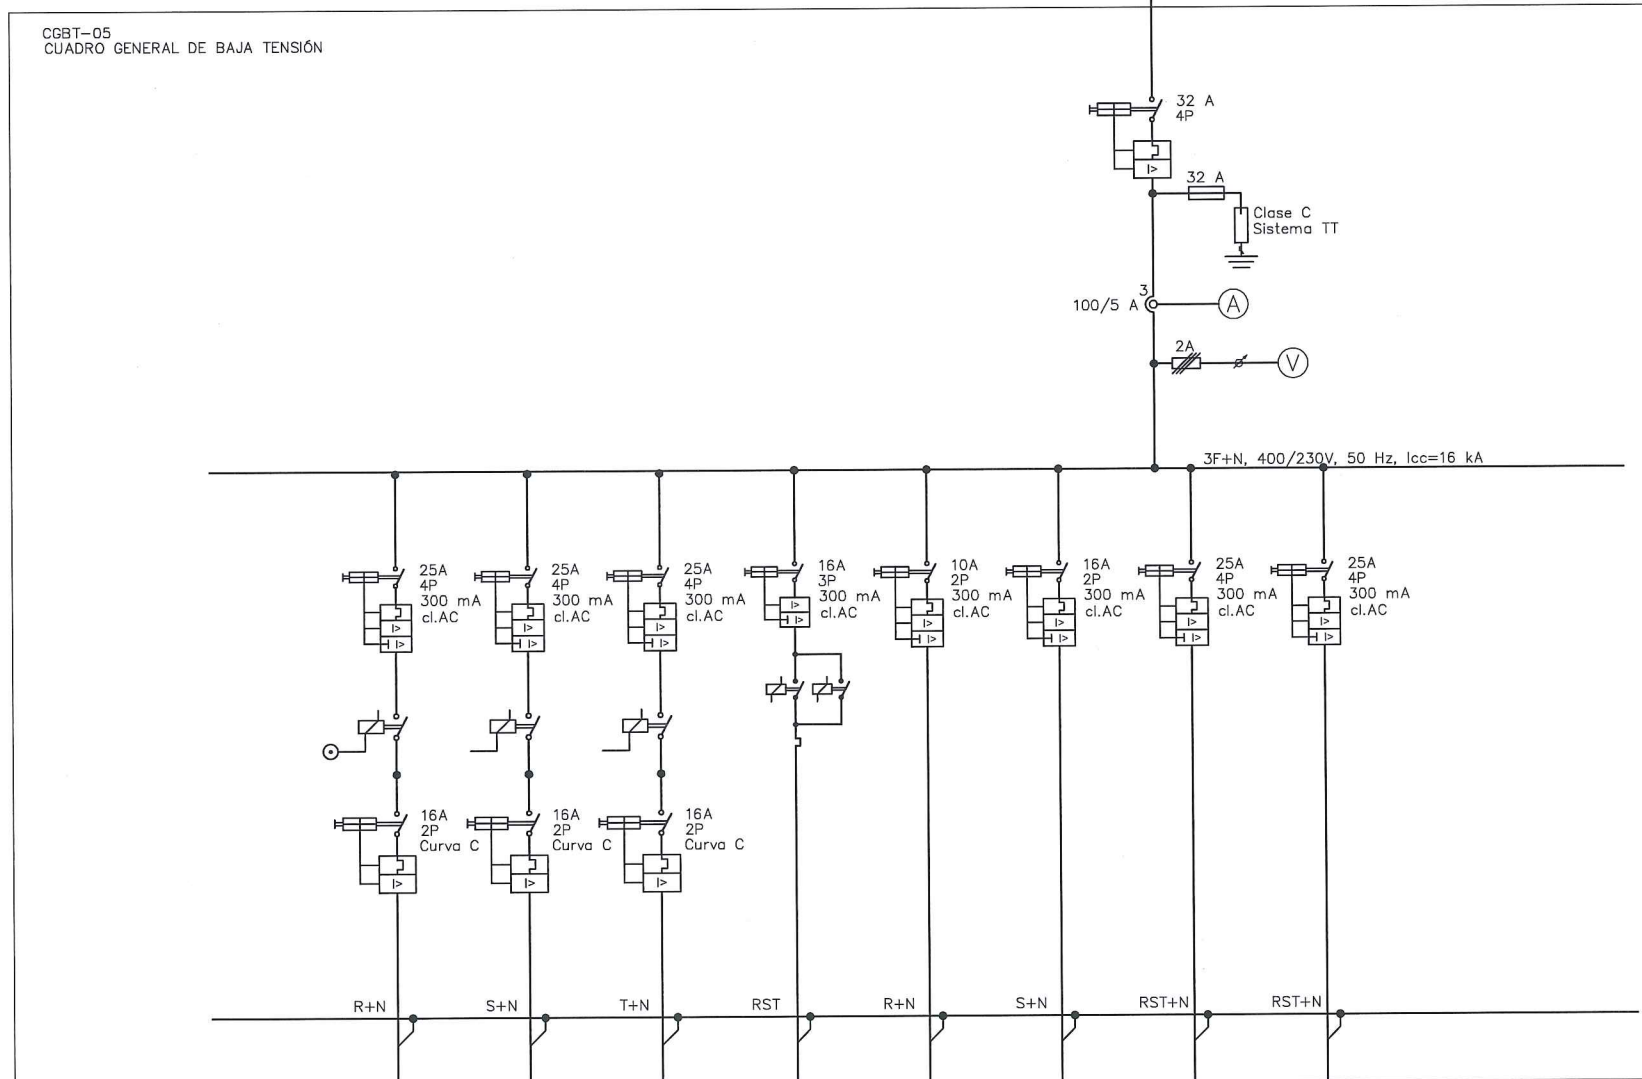 CGBT-05
CUADRO GENERAL DE BAJA TENSIÓN
32 A
4P
I>
32 A
Clase C
Sistema TT
3
100/5 A
A
2A
V
3F+N, 400/230V, 50 Hz, Icc=16 kA
25A
4P
300 mA
cl.AC
I>
I>
25A
4P
300 mA
cl.AC
I>
I>
25A
4P
300 mA
cl.AC
I>
I>
16A
3P
300 mA
cl.AC
I>
I>
10A
2P
300 mA
cl.AC
I>
I>
16A
2P
300 mA
cl.AC
I>
I>
25A
4P
300 mA
cl.AC
I>
I>
25A
4P
300 mA
cl.AC
I>
I>
16A
2P
Curva C
I>
16A
2P
Curva C
I>
16A
2P
Curva C
I>
R+N
S+N
T+N
RST
R+N
S+N
RST+N
RST+N